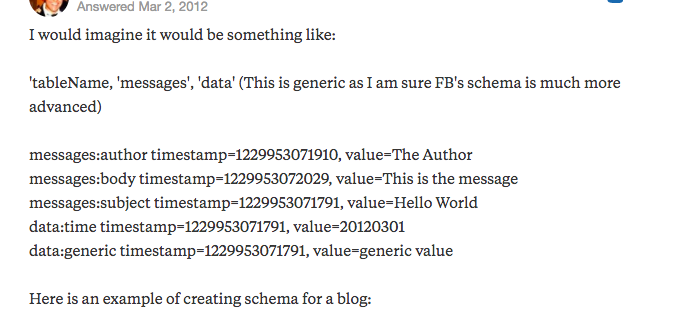 Answered Mar 2, 2012
I would imagine it would be something like:
'tableName, 'messages', 'data' (This is generic as I am sure FB's schema is much more
advanced)
messages:author timestamp=1229953071910, value=The Author
messages:body timestamp=1229953072029, value=This is the message
messages:subject timestamp=1229953071791, value=Hello World
data:time timestamp=1229953071791, value=20120301
data:generic timestamp=1229953071791, value=generic value
Here is an example of creating schema for a blog: